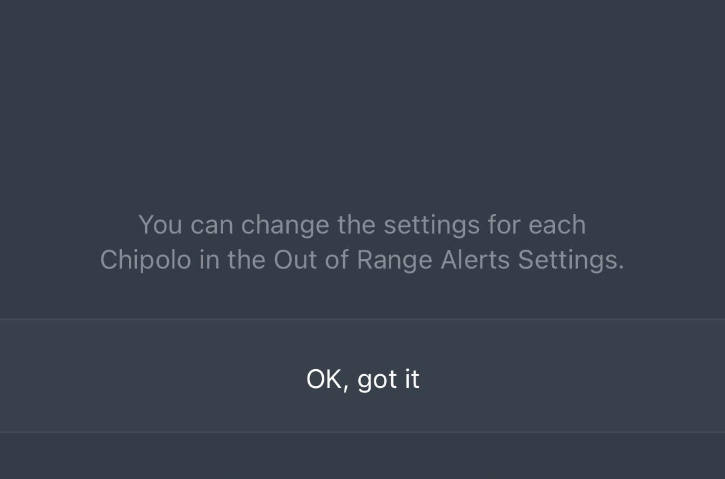 You can change the settings for each
Chipolo in the Out of Range Alerts Settings.
OK, got it